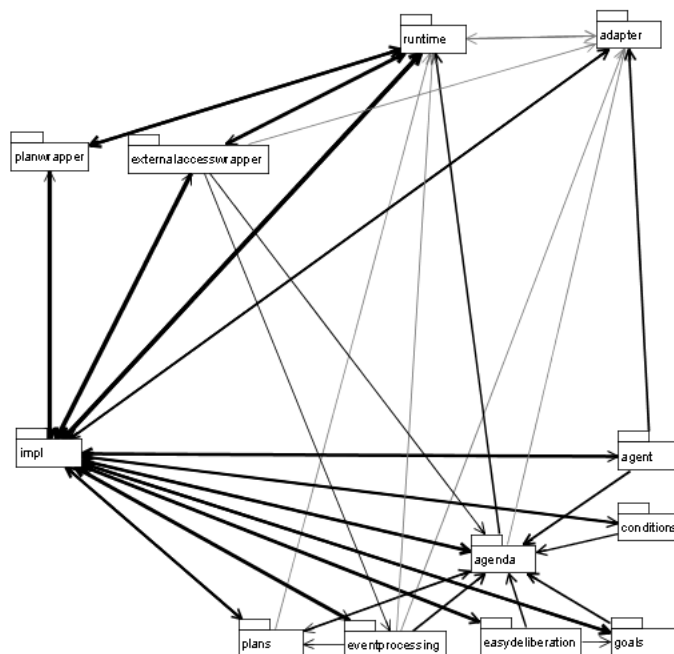 runtime
adapter
planwrapper
externalaccesswrapper
impl
agent
conditions
agenda
plans
eventprocessing
easydeliberation
goals